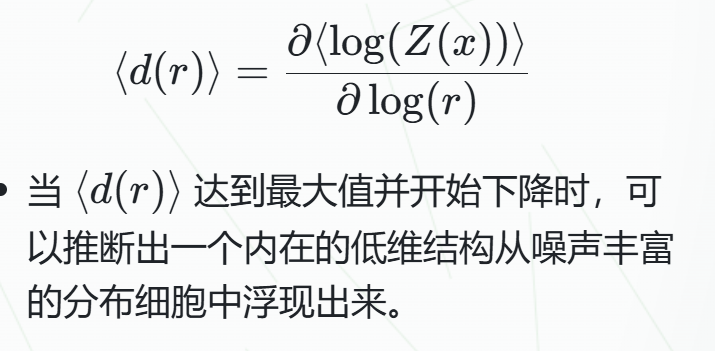 ⟨d(r)⟩ = ∂⟨log(Z(x))⟩ / ∂ log(r)
• 当 ⟨d(r)⟩ 达到最大值并开始下降时，可
以推断出一个内在的低维结构从噪声丰富
的分布细胞中浮现出来。